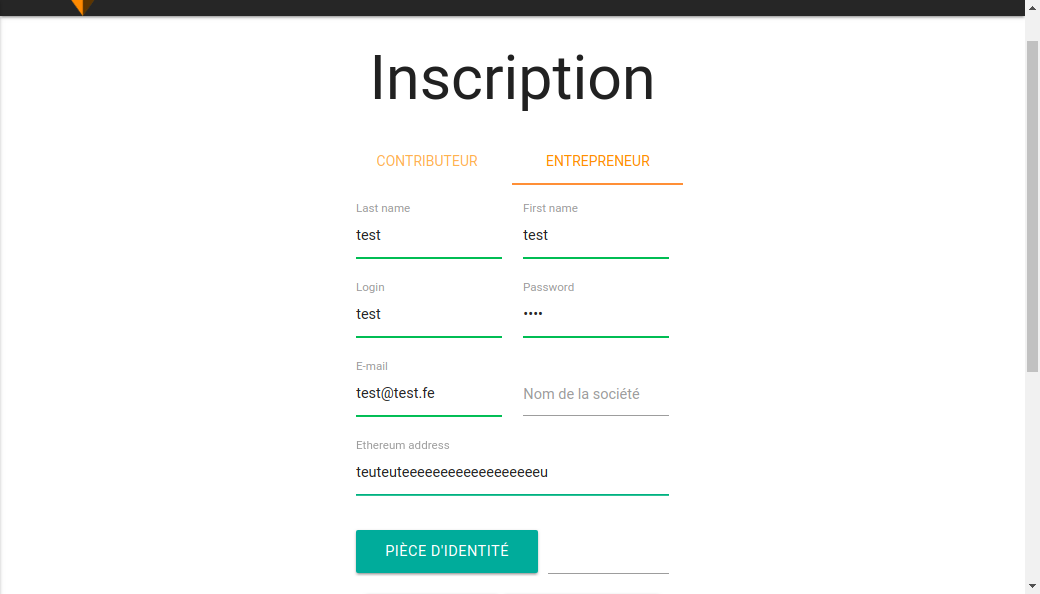 Inscription
CONTRIBUTEUR ENTREPRENEUR
Last name First name
test test
Login Password
test ••••
E-mail
test@test.fe Nom de la société
Ethereum address
teuteuteeeeeeeeeeeeeeeeeeu
PIÈCE D'IDENTITÉ